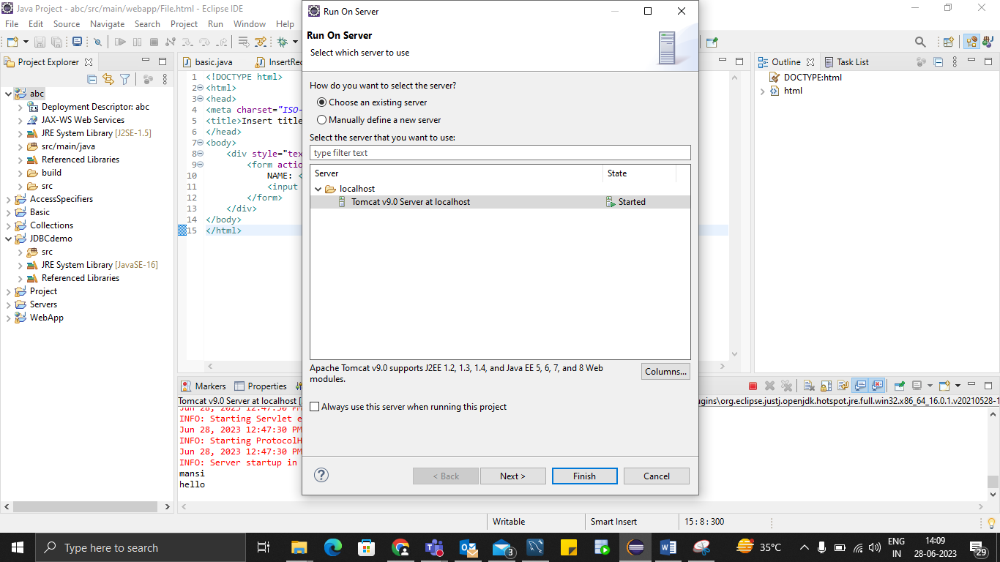 Java Project - abc/src/main/webapp/File.html - Eclipse IDE
File Edit Source Navigate Search Project Run Window Help
Project Explorer
abc
Deployment Descriptor: abc
JAX-WS Web Services
JRE System Library [J2SE-1.5]
src/main/java
Referenced Libraries
build
src
AccessSpecifiers
Basic
Collections
JDBCdemo
src
JRE System Library [JavaSE-16]
Referenced Libraries
Project
Servers
WebApp
basic.java InsertRec
1 <!DOCTYPE html>
2 <html>
3 <head>
4 <meta charset="ISO-
5 <title>Insert title
6 </head>
7 <body>
8 <div style="tex
9 <form actio
10 NAME: <
11 <input
12 </form>
13 </div>
14 </body>
15 </html>
Run On Server
Run On Server
Select which server to use
How do you want to select the server?
Choose an existing server
Manually define a new server
Select the server that you want to use:
type filter text
Server State
localhost
Tomcat v9.0 Server at localhost Started
Apache Tomcat v9.0 supports J2EE 1.2, 1.3, 1.4, and Java EE 5, 6, 7, and 8 Web
modules.
Columns...
Always use this server when running this project
< Back Next > Finish Cancel
Outline Task List
DOCTYPE:html
html
Markers Properties
Tomcat v9.0 Server at localhost [
ugins\org.eclipse.justj.openjdk.hotspot.jre.full.win32.x86_64_16.0.1.v20210528-1
Jun 28, 2023 12:47:30 PM
INFO: Starting Servlet e
Jun 28, 2023 12:47:30 PM
INFO: Starting ProtocolH
Jun 28, 2023 12:47:30 PM
INFO: Server startup in
mansi
hello
Writable Smart Insert 15 : 8 : 300
Type here to search
3
35°C
ENG
IN
14:09
28-06-2023
29